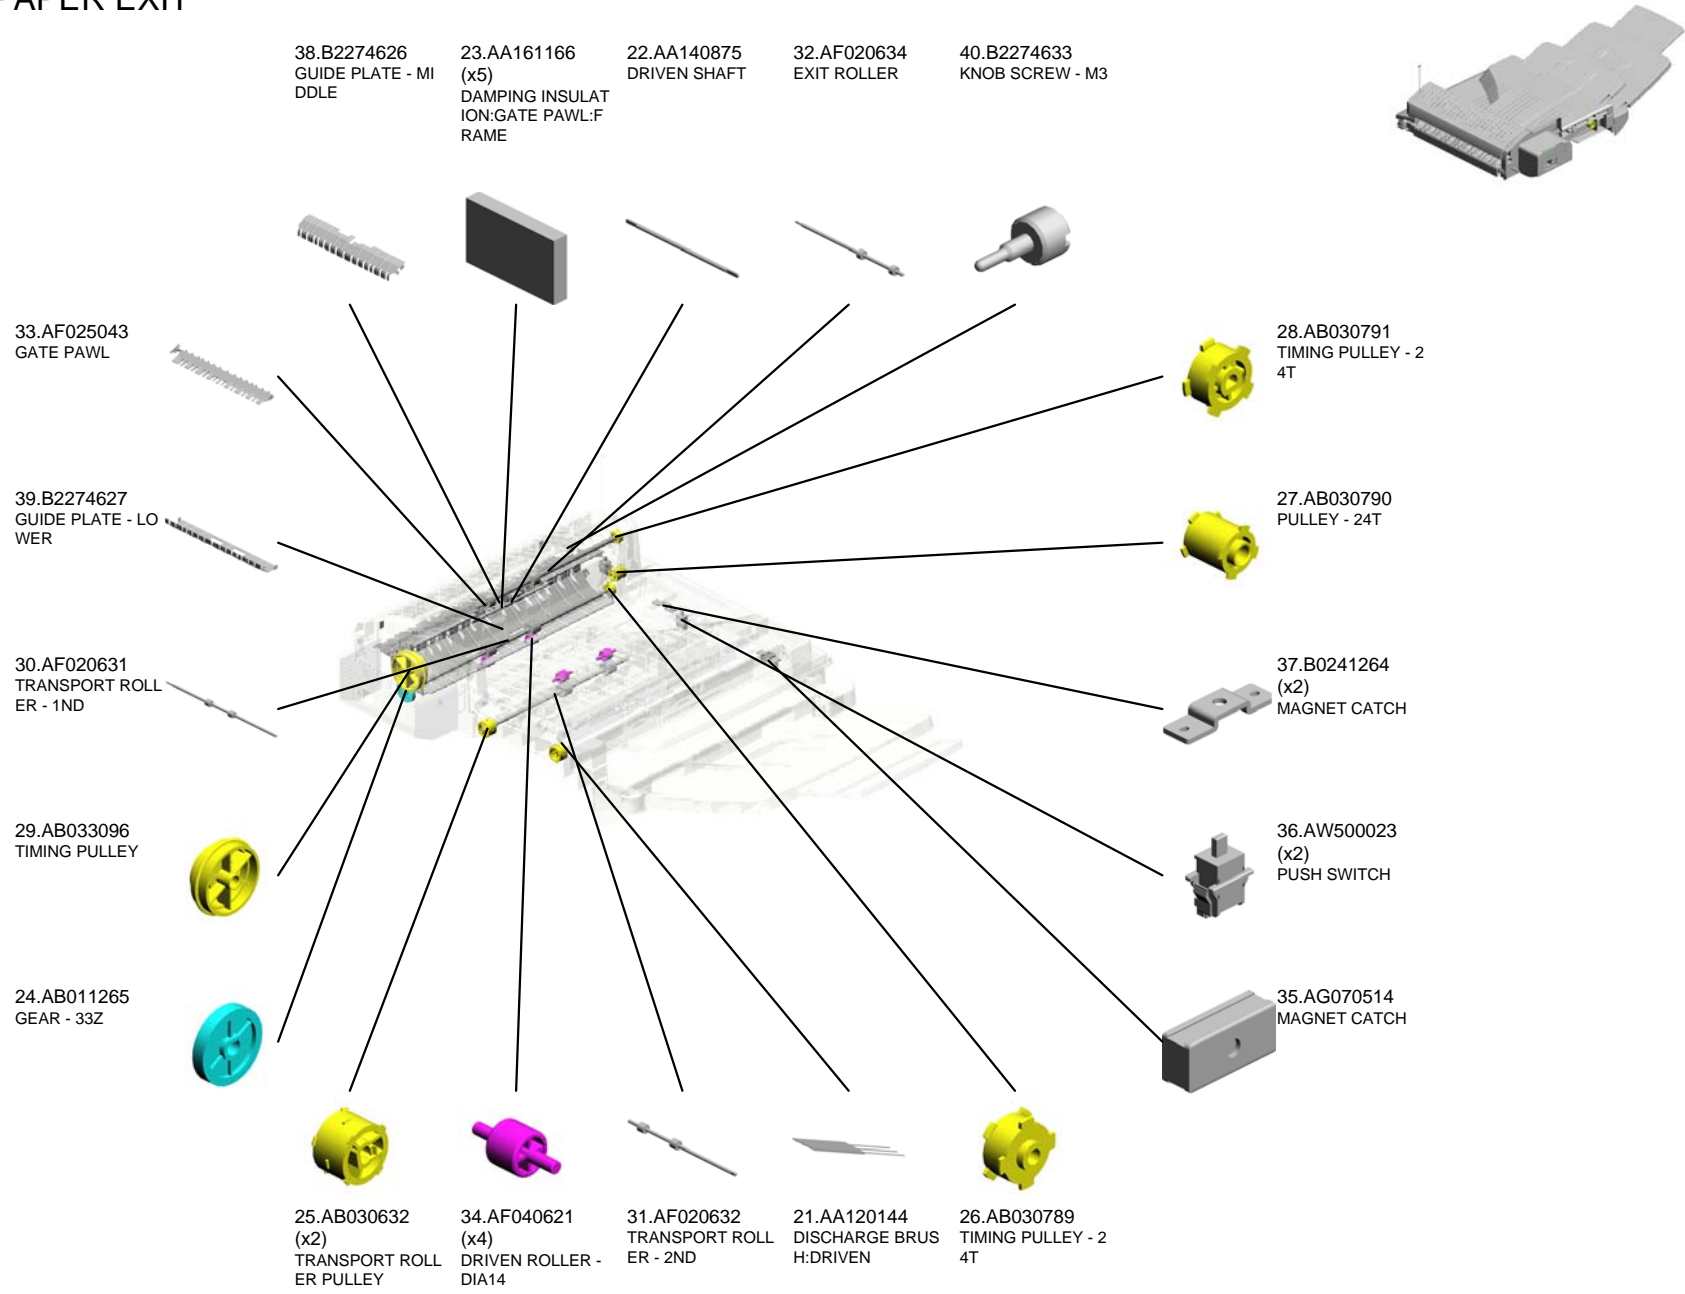 PAPER EXIT
38.B2274626
GUIDE PLATE - MI
DDLE
23.AA161166
(x5)
DAMPING INSULAT
ION:GATE PAWL:F
RAME
22.AA140875
DRIVEN SHAFT
32.AF020634
EXIT ROLLER
40.B2274633
KNOB SCREW - M3
33.AF025043
GATE PAWL
28.AB030791
TIMING PULLEY - 2
4T
39.B2274627
GUIDE PLATE - LO
WER
27.AB030790
PULLEY - 24T
30.AF020631
TRANSPORT ROLL
ER - 1ND
37.B0241264
(x2)
MAGNET CATCH
29.AB033096
TIMING PULLEY
36.AW500023
(x2)
PUSH SWITCH
24.AB011265
GEAR - 33Z
35.AG070514
MAGNET CATCH
25.AB030632
(x2)
TRANSPORT ROLL
ER PULLEY
34.AF040621
(x4)
DRIVEN ROLLER -
DIA14
31.AF020632
TRANSPORT ROLL
ER - 2ND
21.AA120144
DISCHARGE BRUS
H:DRIVEN
26.AB030789
TIMING PULLEY - 2
4T